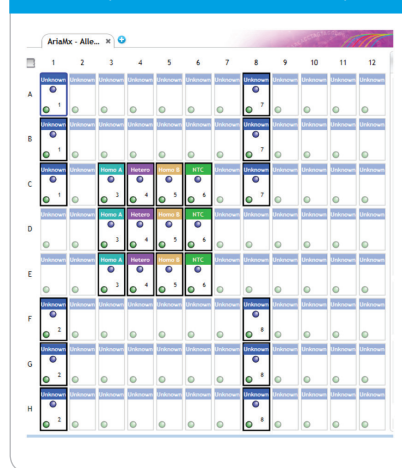 AriaMx - Alle...
1 2 3 4 5 6 7 8 9 10 11 12
Unknown Unknown Unknown Unknown Unknown Unknown Unknown Unknown Unknown Unknown Unknown Unknown
A
1 7
Unknown Unknown Unknown Unknown Unknown Unknown Unknown Unknown Unknown Unknown Unknown Unknown
B
1 7
Unknown Unknown Homo A Hetero Homo B NTC Unknown Unknown Unknown Unknown Unknown Unknown
C
1 3 4 5 6 7
Unknown Unknown Homo A Hetero Homo B NTC Unknown Unknown Unknown Unknown Unknown Unknown
D
3 4 5 6
Unknown Unknown Homo A Hetero Homo B NTC Unknown Unknown Unknown Unknown Unknown Unknown
E
3 4 5 6
Unknown Unknown Unknown Unknown Unknown Unknown Unknown Unknown Unknown Unknown Unknown Unknown
F
2 8
Unknown Unknown Unknown Unknown Unknown Unknown Unknown Unknown Unknown Unknown Unknown Unknown
G
2 8
Unknown Unknown Unknown Unknown Unknown Unknown Unknown Unknown Unknown Unknown Unknown Unknown
H
2 8